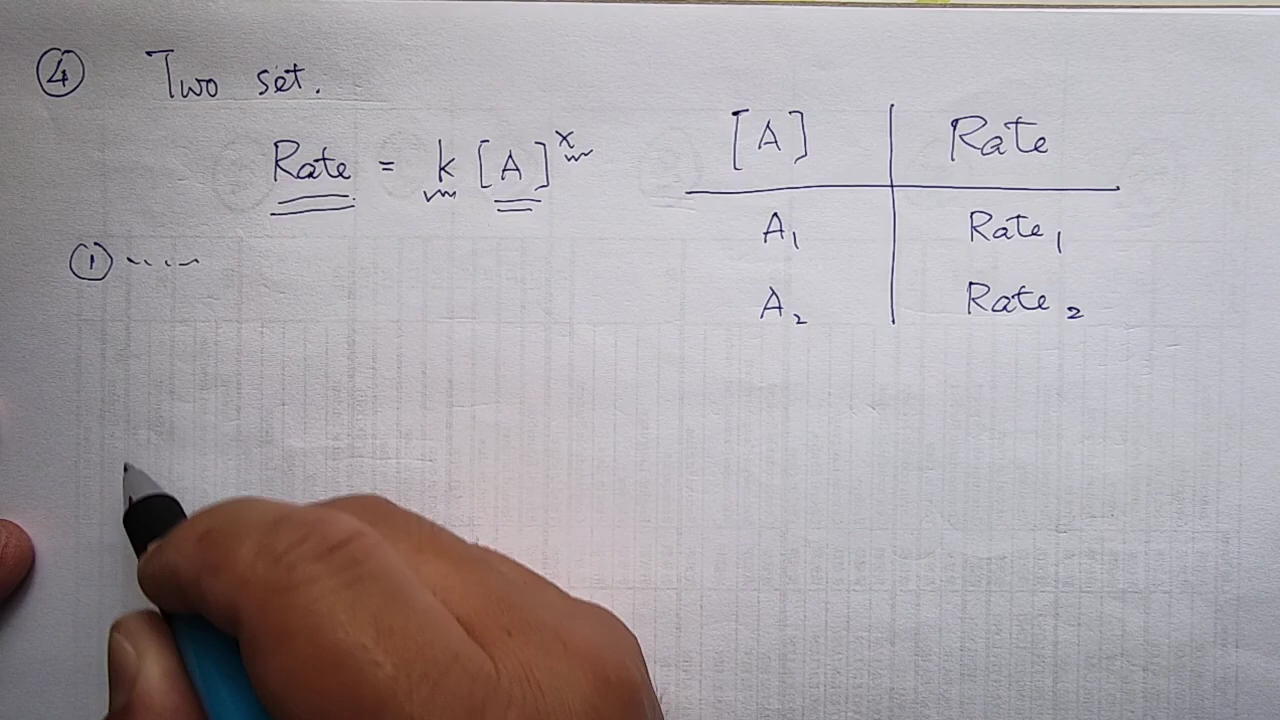 ④ Two set.
Rate = k [A]^x
① ·····
[A] Rate
A₁ Rate₁
A₂ Rate₂